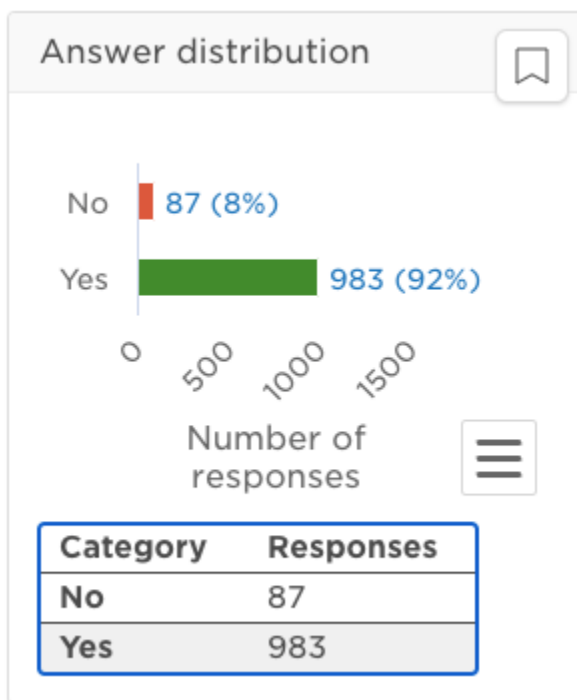 Answer distribution
No 87 (8%)
Yes 983 (92%)
0 500 1000 1500
Number of
responses
Category Responses
No 87
Yes 983